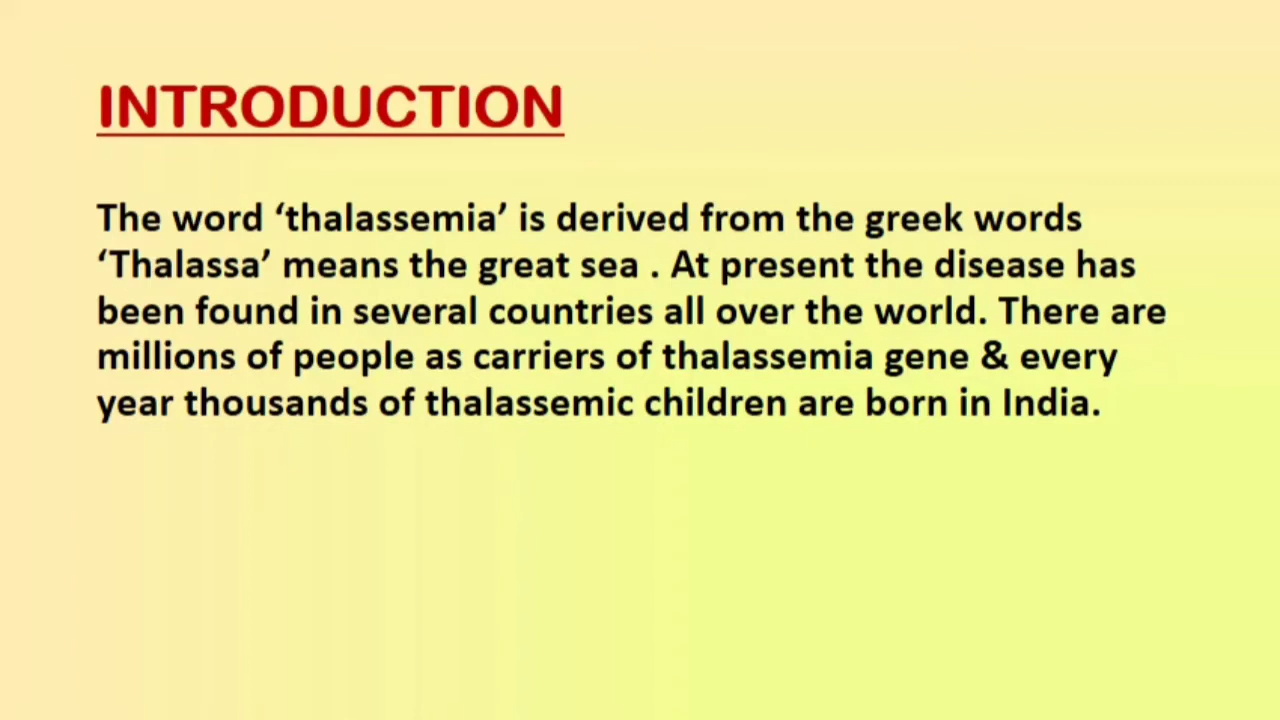 INTRODUCTION
The word ‘thalassemia’ is derived from the greek words
‘Thalassa’ means the great sea . At present the disease has
been found in several countries all over the world. There are
millions of people as carriers of thalassemia gene & every
year thousands of thalassemic children are born in India.